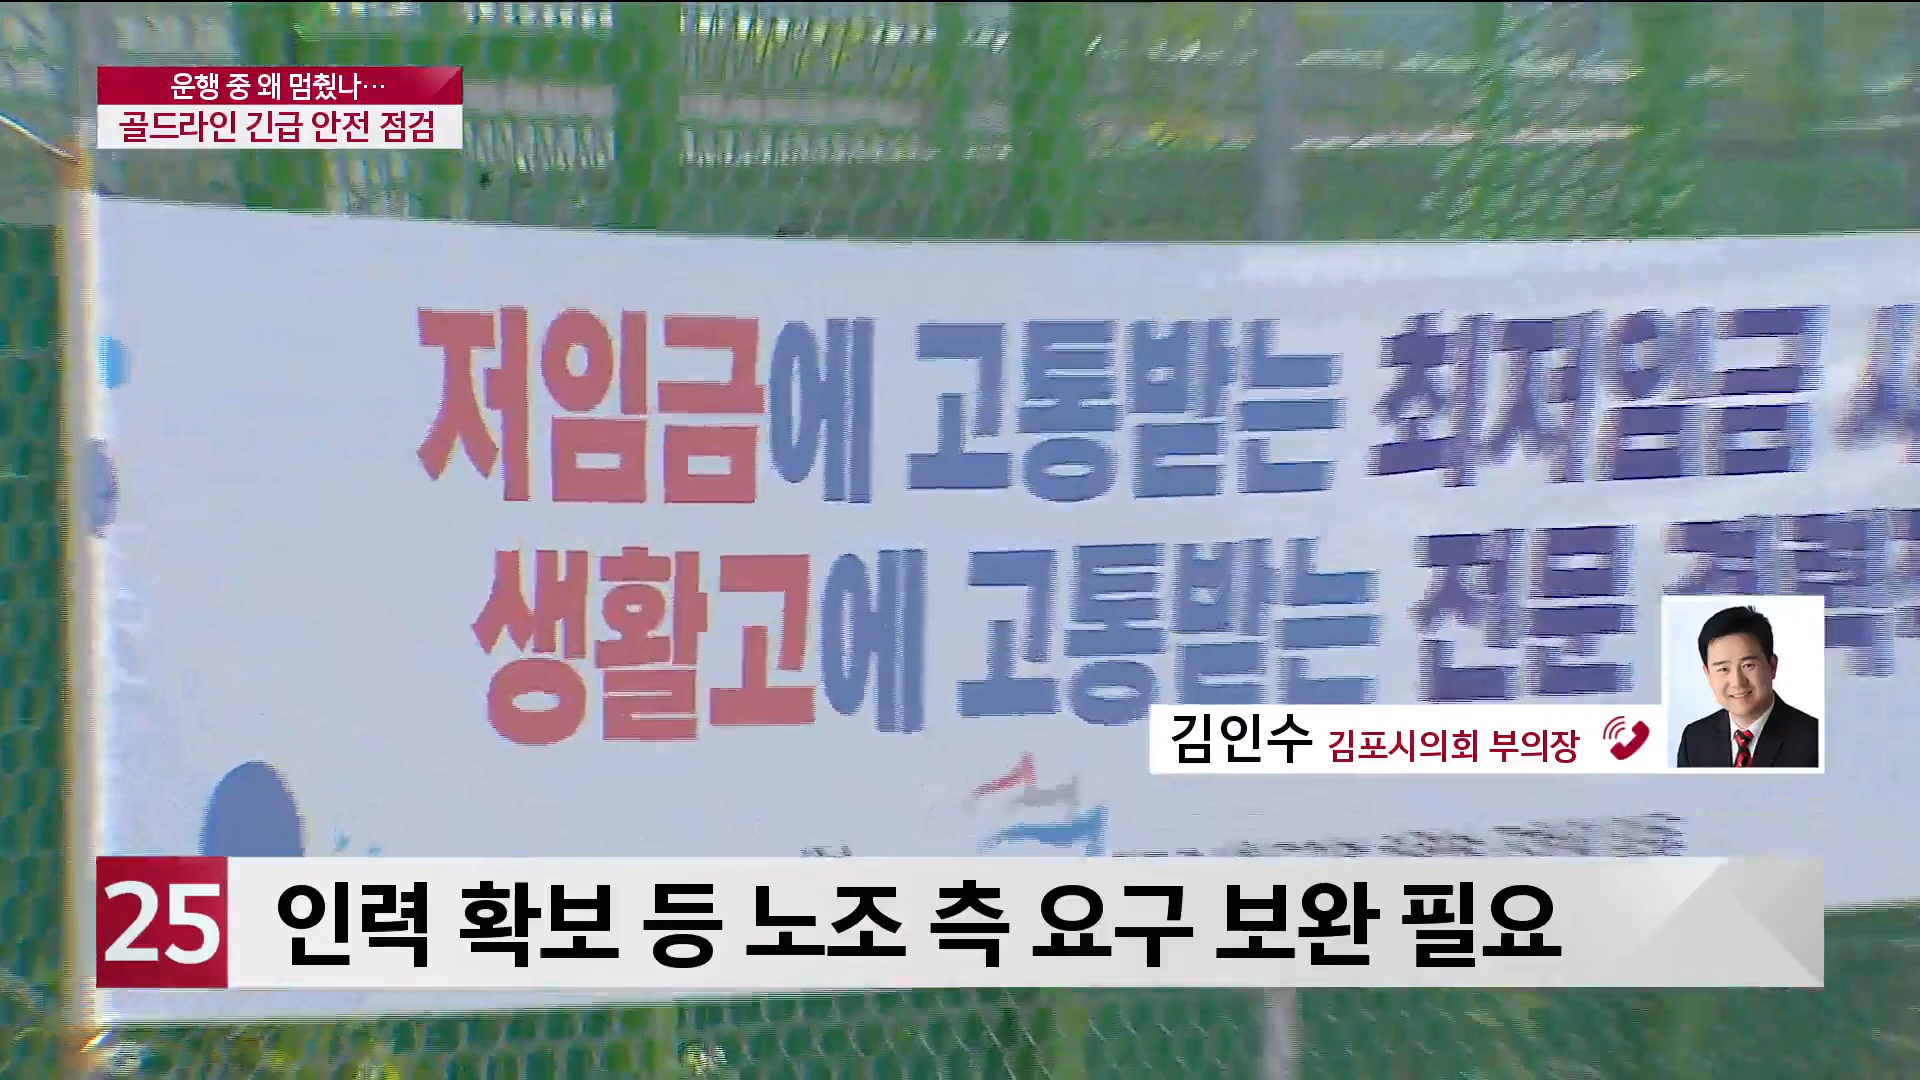 운행 중 왜 멈췄나…
골드라인 긴급 안전 점검
저임금에 고통받는 최저임금
생활고에 고통받는 전문
김인수 김포시의회 부의장
25 인력 확보 등 노조 측 요구 보완 필요